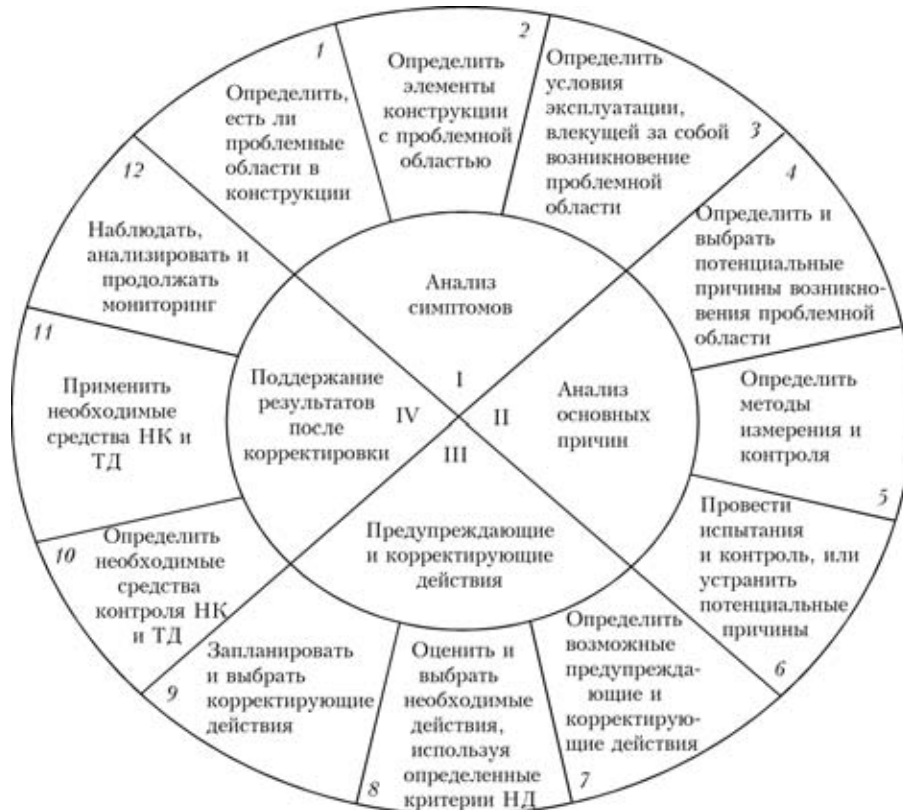 1
Определить,
есть ли
проблемные
области в
конструкции
2
Определить
элементы
конструкции
с проблемной
областью
Определить
условия
эксплуатации,
влекущей за собой
возникновение
проблемной
области
3
4
Определить и
выбрать
потенциальные
причины возникно-
вения проблемной
области
Определить
методы
измерения и
контроля
5
Провести
испытания
и контроль, или
устранить
потенциальные
причины
6
Определить
возможные
предупрежда-
ющие и
корректирую-
щие действия
7
Оценить и
выбрать
необходимые
действия,
используя
определенные
критерии НД
8
Запланировать
и выбрать
корректирующие
действия
9
10
Определить
необходимые
средства
контроля НК
и ТД
11
Применить
необходимые
средства НК и
ТД
12
Наблюдать,
анализировать и
продолжать
мониторинг
Анализ
симптомов
I
II
Анализ
основных
причин
III
Предупреждающие
и корректирующие
действия
Поддержание
результатов
после
корректировки
IV